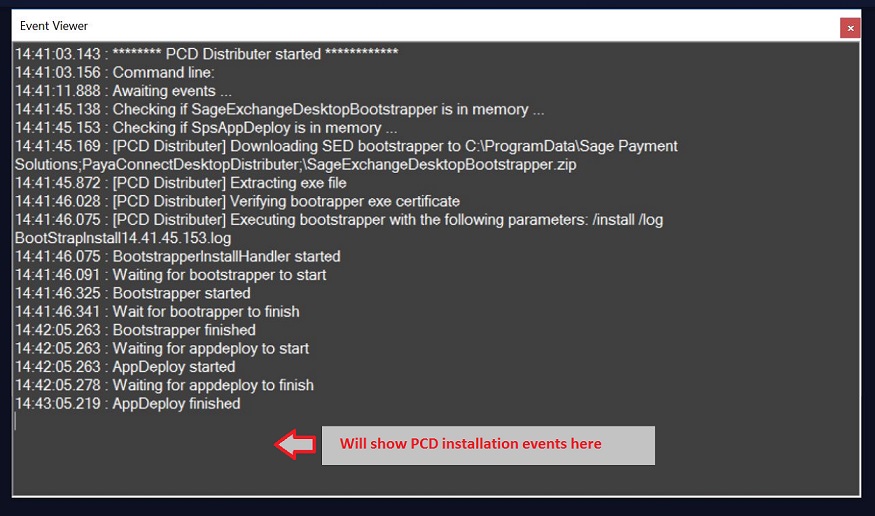 Event Viewer
14:41:03.143 : ******** PCD Distributer started ************
14:41:03.156 : Command line:
14:41:11.888 : Awaiting events ...
14:41:45.138 : Checking if SageExchangeDesktopBootstrapper is in memory ...
14:41:45.153 : Checking if SpsAppDeploy is in memory ...
14:41:45.169 : [PCD Distributer] Downloading SED bootstrapper to C:\ProgramData\Sage Payment
Solutions;PayaConnectDesktopDistributer;\SageExchangeDesktopBootstrapper.zip
14:41:45.872 : [PCD Distributer] Extracting exe file
14:41:46.028 : [PCD Distributer] Verifying bootrapper exe certificate
14:41:46.075 : [PCD Distributer] Executing bootstrapper with the following parameters: /install /log
BootStrapInstall14.41.45.153.log
14:41:46.075 : BootstrapperInstallHandler started
14:41:46.091 : Waiting for bootstrapper to start
14:41:46.325 : Bootstrapper started
14:41:46.341 : Wait for bootrapper to finish
14:42:05.263 : Bootstrapper finished
14:42:05.263 : Waiting for appdeploy to start
14:42:05.263 : AppDeploy started
14:42:05.278 : Waiting for appdeploy to finish
14:43:05.219 : AppDeploy finished
Will show PCD installation events here